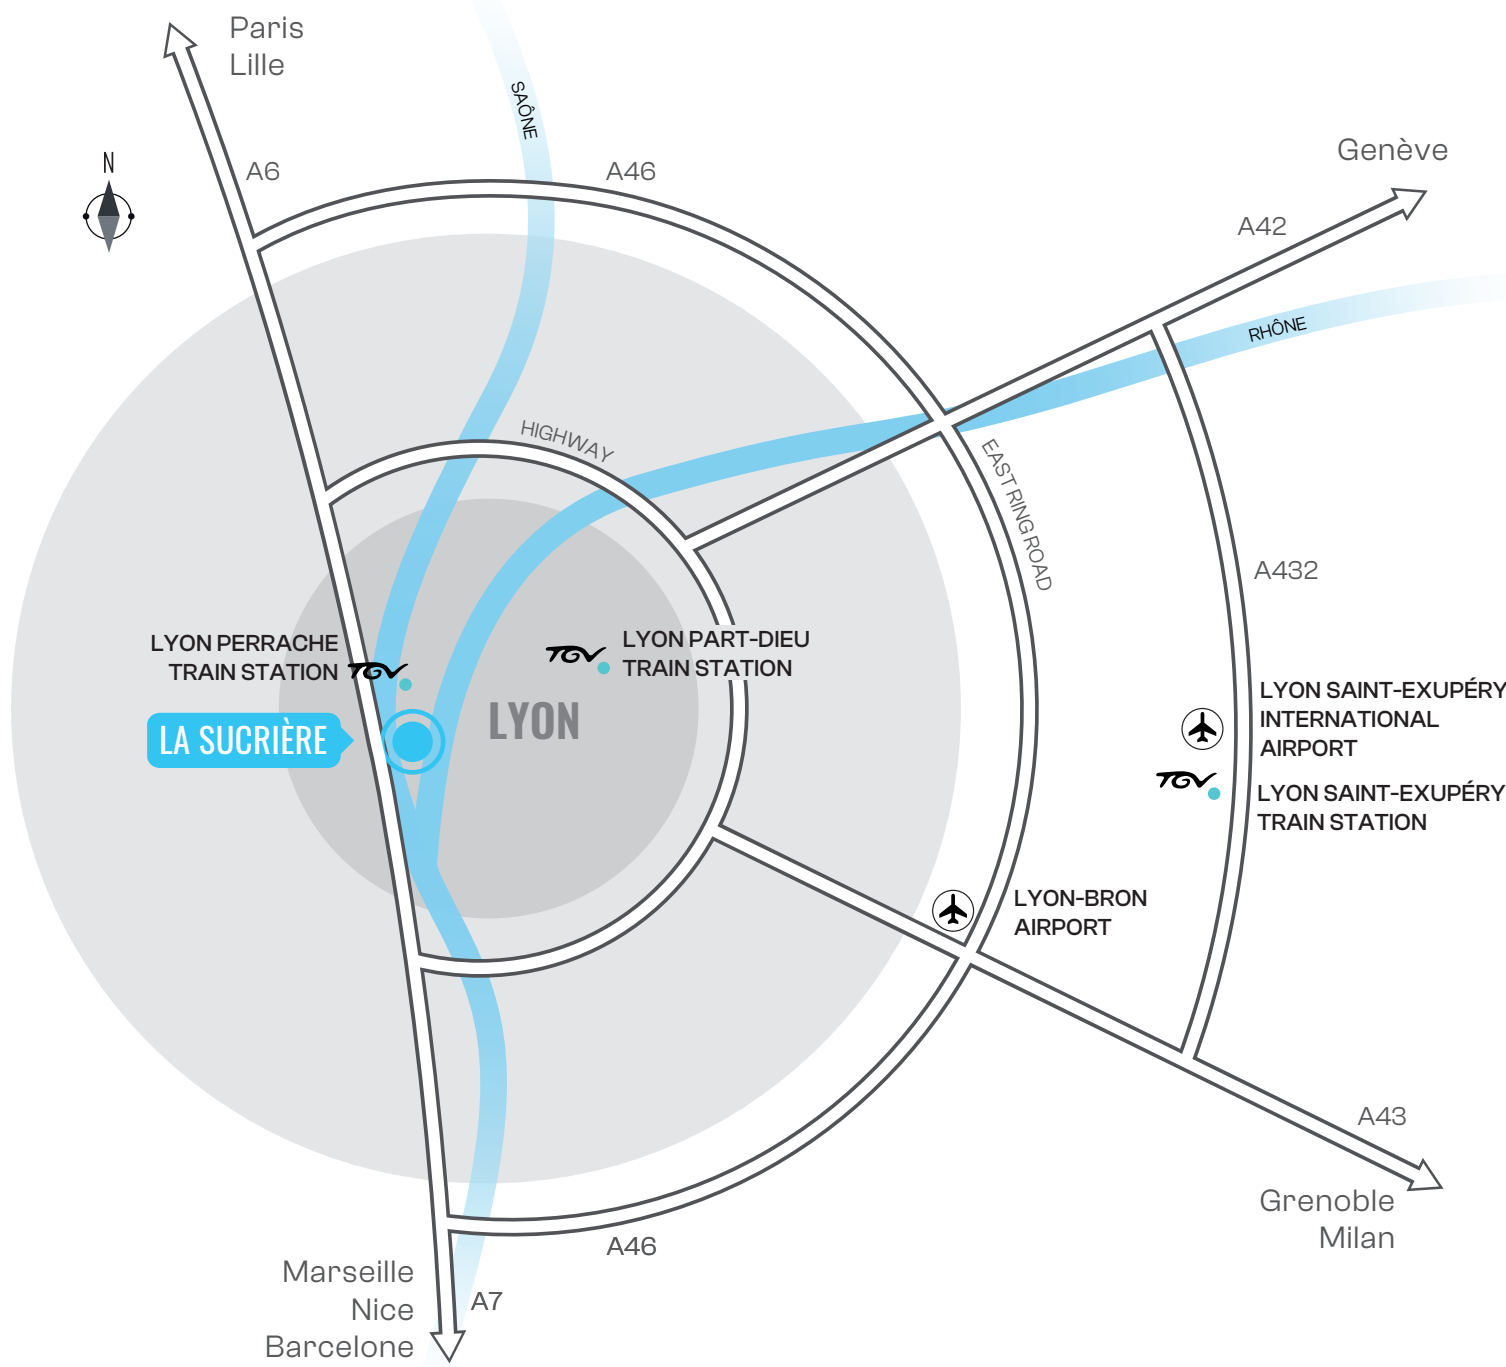 Paris
Lille
SAÔNE
N
A6
A46
Genève
A42
RHÔNE
HIGHWAY
EAST RING ROAD
A432
LYON PERRACHE
TRAIN STATION
TGV
TGV
LYON PART-DIEU
TRAIN STATION
LA SUCRIÈRE
LYON
LYON SAINT-EXUPÉRY
INTERNATIONAL
AIRPORT
TGV
LYON SAINT-EXUPÉRY
TRAIN STATION
LYON-BRON
AIRPORT
A43
Grenoble
Milan
A46
Marseille
Nice
Barcelone
A7